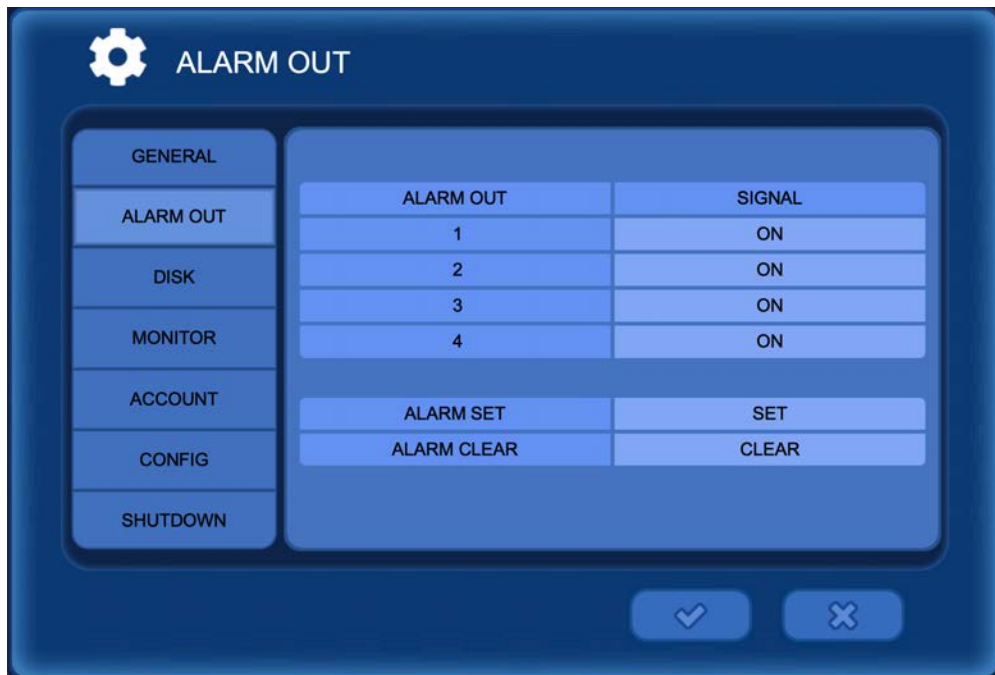 ALARM OUT
GENERAL
ALARM OUT
DISK
MONITOR
ACCOUNT
CONFIG
SHUTDOWN
ALARM OUT SIGNAL
1 ON
2 ON
3 ON
4 ON
ALARM SET SET
ALARM CLEAR CLEAR